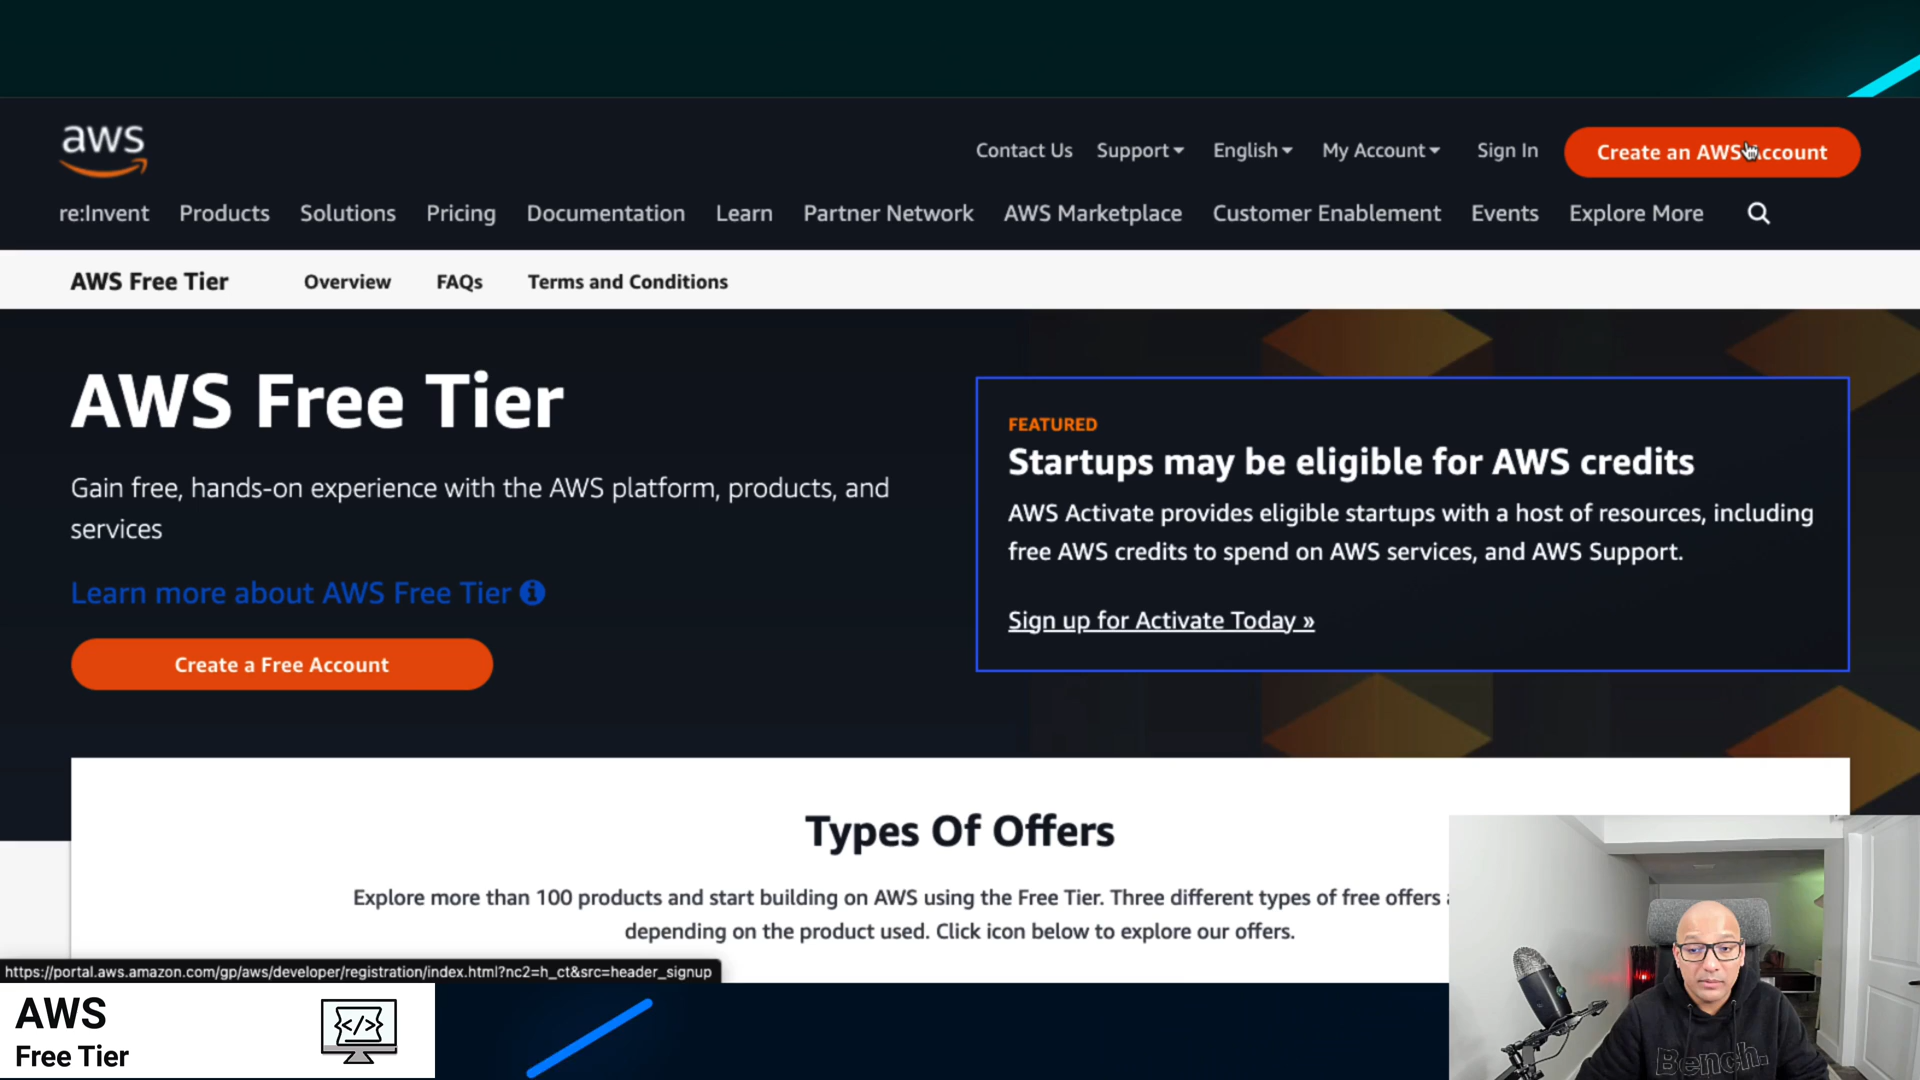 aws
Contact Us Support English My Account Sign In Create an AWS Account
re:Invent Products Solutions Pricing Documentation Learn Partner Network AWS Marketplace Customer Enablement Events Explore More
AWS Free Tier Overview FAQs Terms and Conditions
AWS Free Tier
Gain free, hands-on experience with the AWS platform, products, and
services
Learn more about AWS Free Tier
Create a Free Account
FEATURED
Startups may be eligible for AWS credits
AWS Activate provides eligible startups with a host of resources, including
free AWS credits to spend on AWS services, and AWS Support.
Sign up for Activate Today »
Types Of Offers
Explore more than 100 products and start building on AWS using the Free Tier. Three different types of free offers
depending on the product used. Click icon below to explore our offers.
https://portal.aws.amazon.com/gp/aws/developer/registration/index.html?nc2=h_ct&src=header_signup
AWS
Free Tier
</>
Bench.